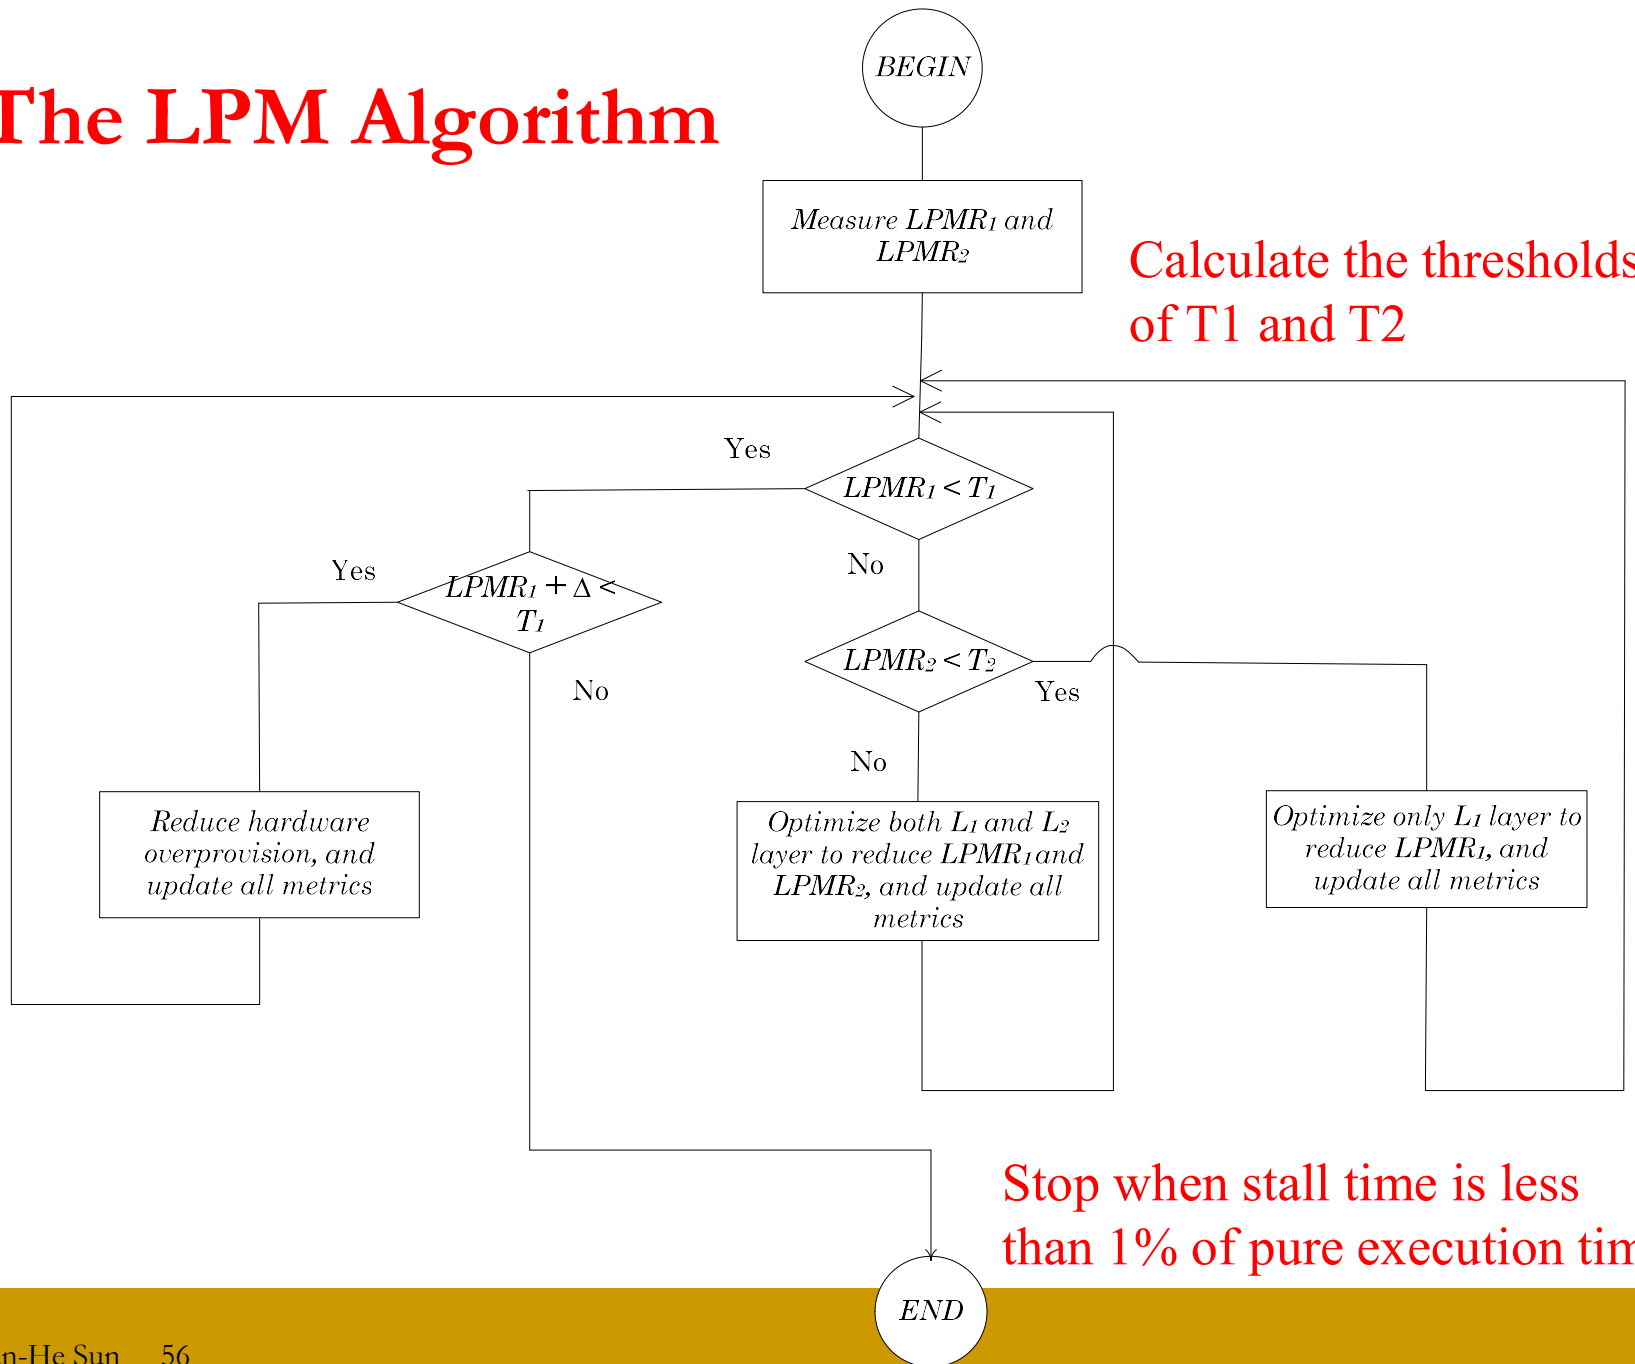 The LPM Algorithm
BEGIN
Measure LPMR₁ and
LPMR₂
Calculate the thresholds
of T1 and T2
Yes
LPMR₁ < T₁
No
Yes
LPMR₁ + Δ <
T₁
No
LPMR₂ < T₂
Yes
No
Reduce hardware
overprovision, and
update all metrics
Optimize both L₁ and L₂
layer to reduce LPMR₁ and
LPMR₂, and update all
metrics
Optimize only L₁ layer to
reduce LPMR₁, and
update all metrics
Stop when stall time is less
than 1% of pure execution
END
n-He Sun 56